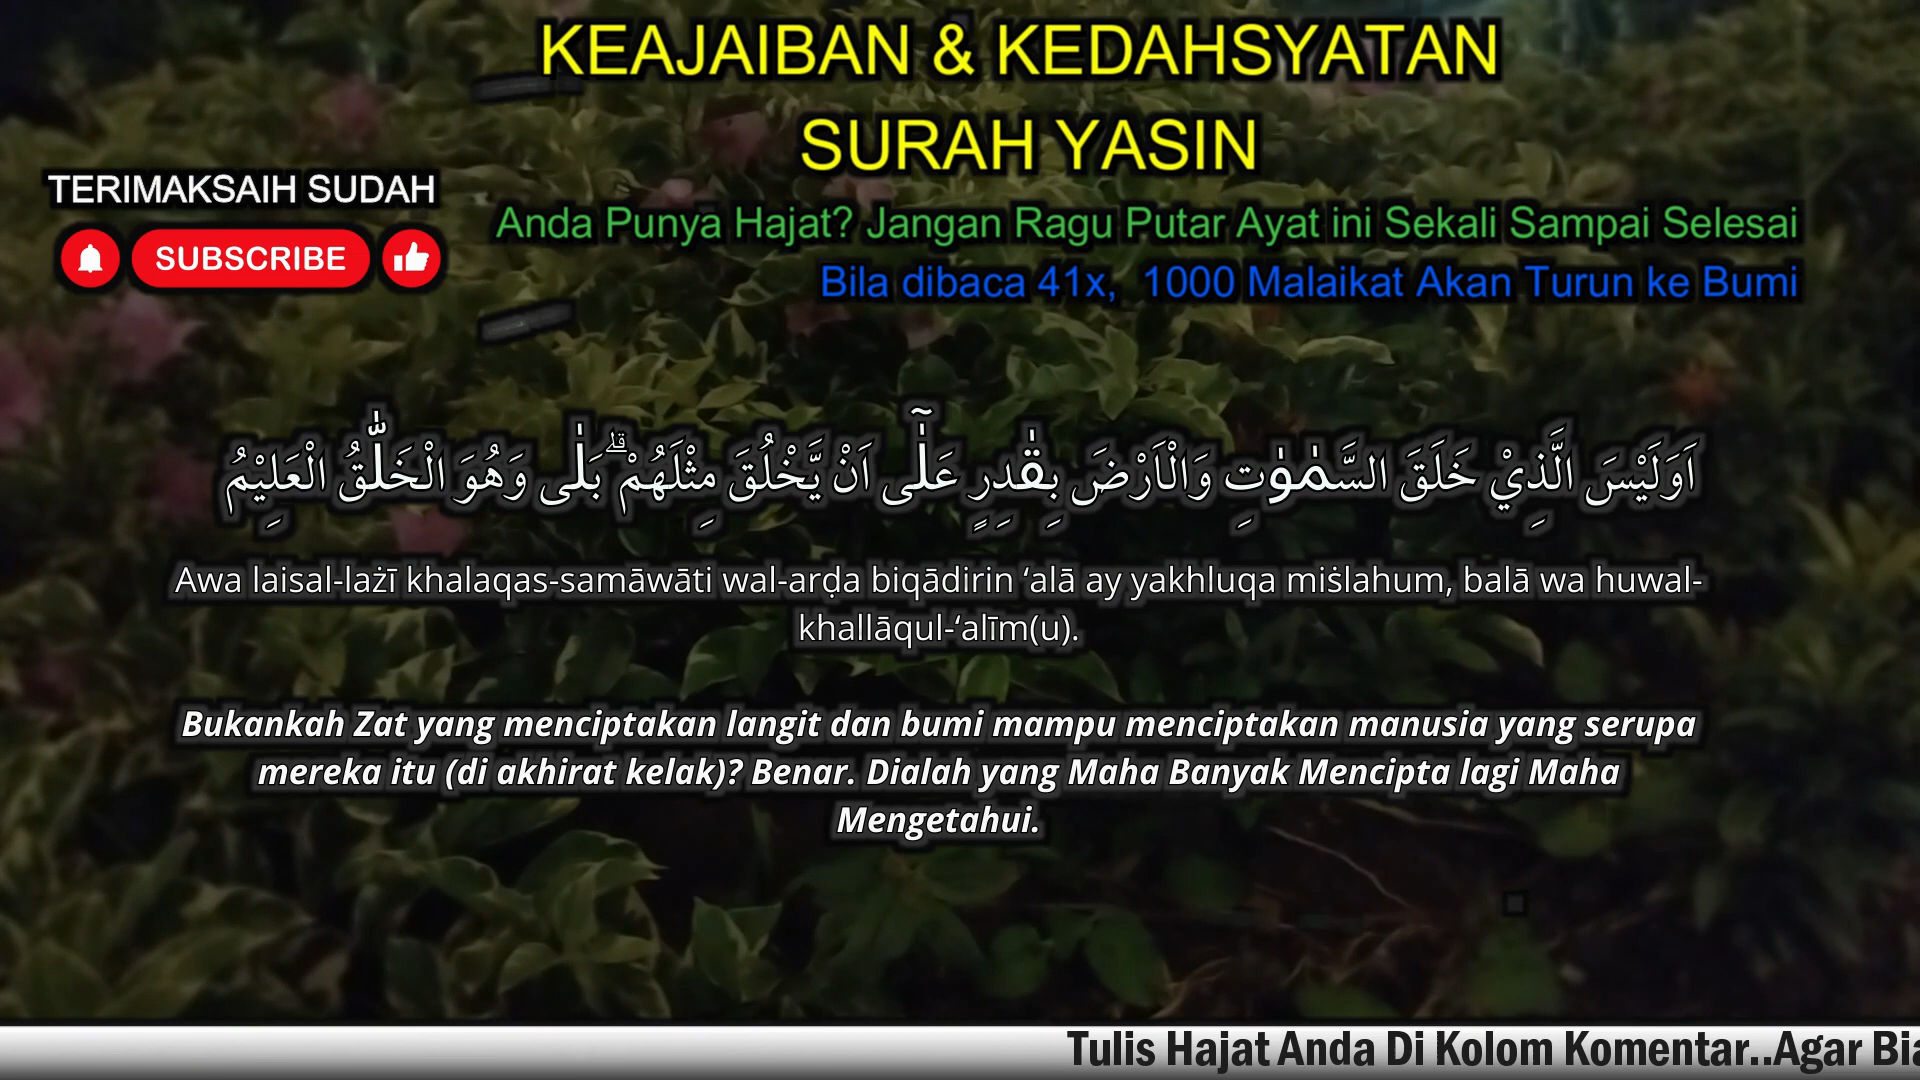 KEAJAIBAN & KEDAHSYATAN
SURAH YASIN
TERIMAKSAIH SUDAH
SUBSCRIBE
Anda Punya Hajat? Jangan Ragu Putar Ayat ini Sekali Sampai Selesai
Bila dibaca 41x, 1000 Malaikat Akan Turun ke Bumi
اَوَلَيْسَ الَّذِيْ خَلَقَ السَّمٰوٰتِ وَالْاَرْضَ بِقٰدِرٍ عَلٰٓى اَنْ يَّخْلُقَ مِثْلَهُمْ ۗبَلٰى وَهُوَ الْخَلّٰقُ الْعَلِيْمُ
Awa laisal-lażī khalaqas-samāwāti wal-arḍa biqādirin ‘alā ay yakhluqa miṡlahum, balā wa huwal-
khallāqul-‘alīm(u).
Bukankah Zat yang menciptakan langit dan bumi mampu menciptakan manusia yang serupa
mereka itu (di akhirat kelak)? Benar. Dialah yang Maha Banyak Mencipta lagi Maha
Mengetahui.
Tulis Hajat Anda Di Kolom Komentar..Agar Bia